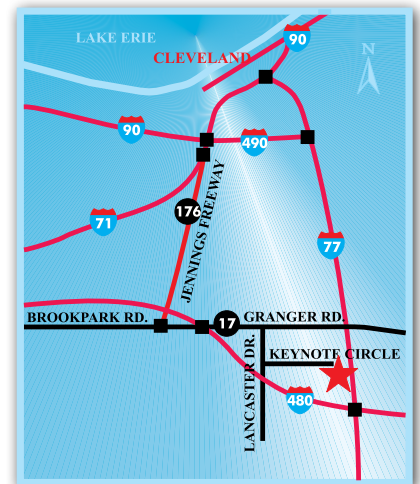 90
LAKE ERIE
N
CLEVELAND
90
490
176
JENNINGS FREEWAY
71
77
BROOKPARK RD.
17
GRANGER RD.
LANCASTER DR.
KEYNOTE CIRCLE
480